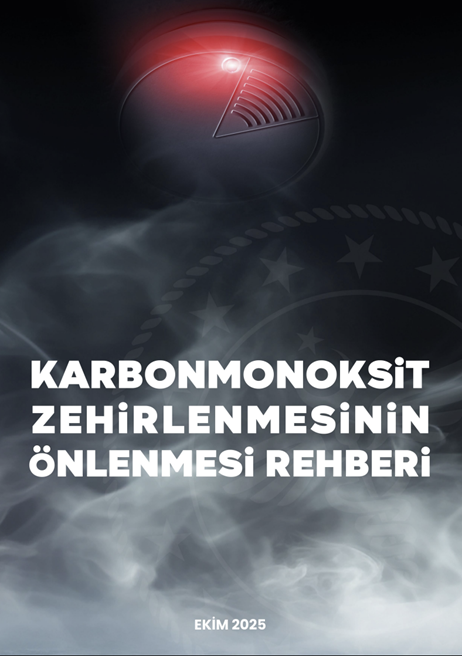 KARBONMONOKSİT
ZEHİRLENMESİNİN
ÖNLENMESİ REHBERİ
EKİM 2025